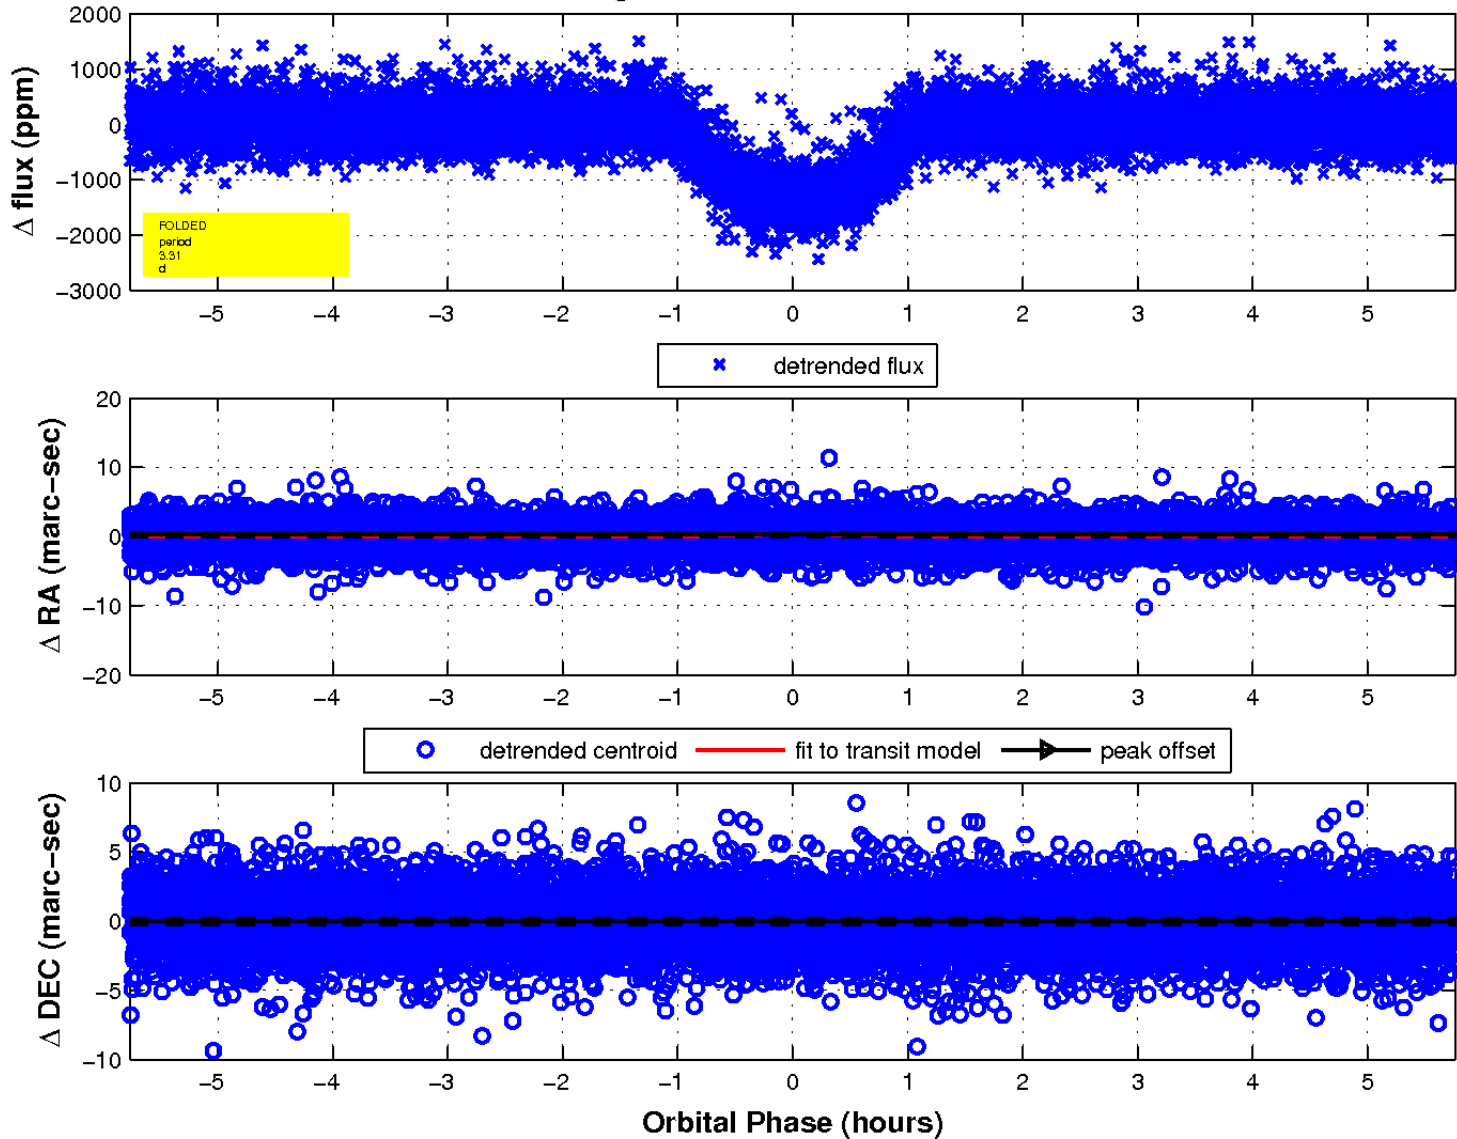 2000
1000
0
−1000
−2000
−3000
Δ flux (ppm)
FOLDED
period
3.31
d
−5 −4 −3 −2 −1 0 1 2 3 4 5
detrended flux
20
10
0
−10
−20
Δ RA (marc−sec)
−5 −4 −3 −2 −1 0 1 2 3 4 5
detrended centroid fit to transit model peak offset
10
5
0
−5
−10
Δ DEC (marc−sec)
−5 −4 −3 −2 −1 0 1 2 3 4 5
Orbital Phase (hours)